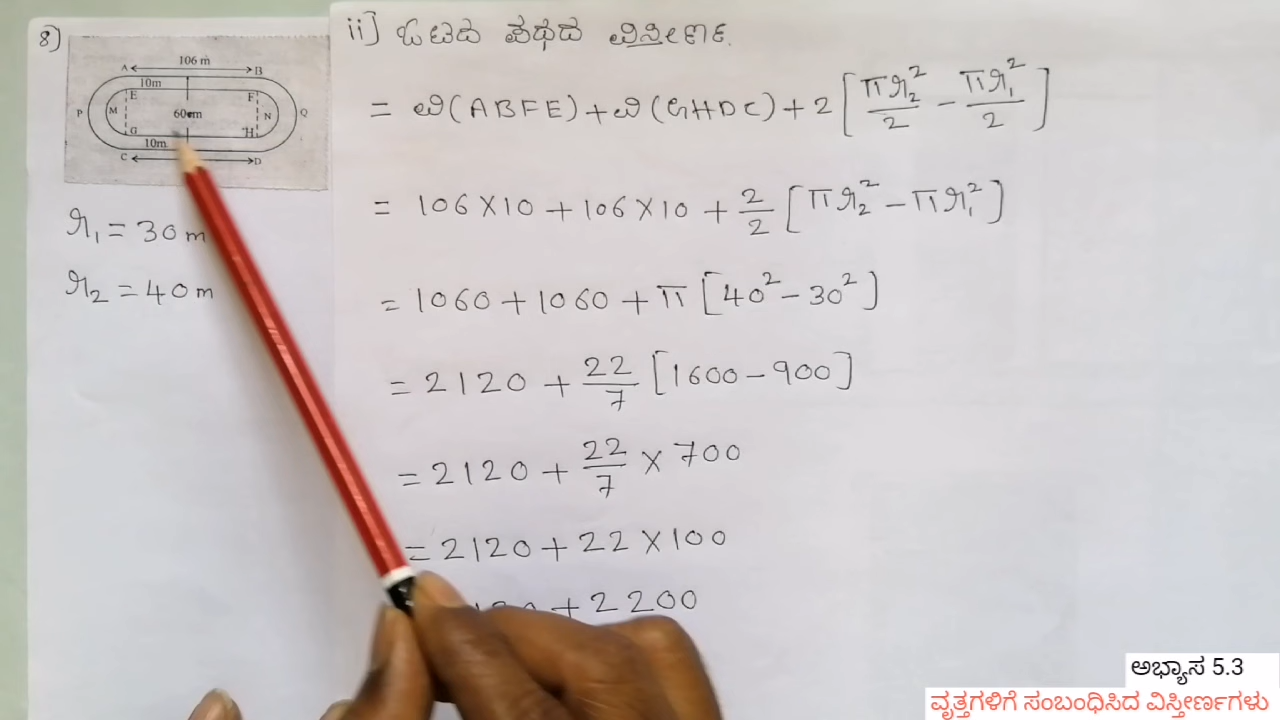 8)
ii] ಓಟದ ಪಥದ ವಿಸ್ತೀರ್ಣ.
106 m
A B
10m
E F
P M 60 m N Q
G H
10m
C D
= ವಿ(ABFE) + ವಿ(GHDC) + 2 [πr₂²/2 − πr₁²/2]
= 106 × 10 + 106 × 10 + 2/2 [πr₂² − πr₁²]
r₁ = 30 m
r₂ = 40 m
= 1060 + 1060 + π [40² − 30²]
= 2120 + 22/7 [1600 − 900]
= 2120 + 22/7 × 700
= 2120 + 22 × 100
+ 2200
ಅಭ್ಯಾಸ 5.3
ವೃತ್ತಗಳಿಗೆ ಸಂಬಂಧಿಸಿದ ವಿಸ್ತೀರ್ಣಗಳು